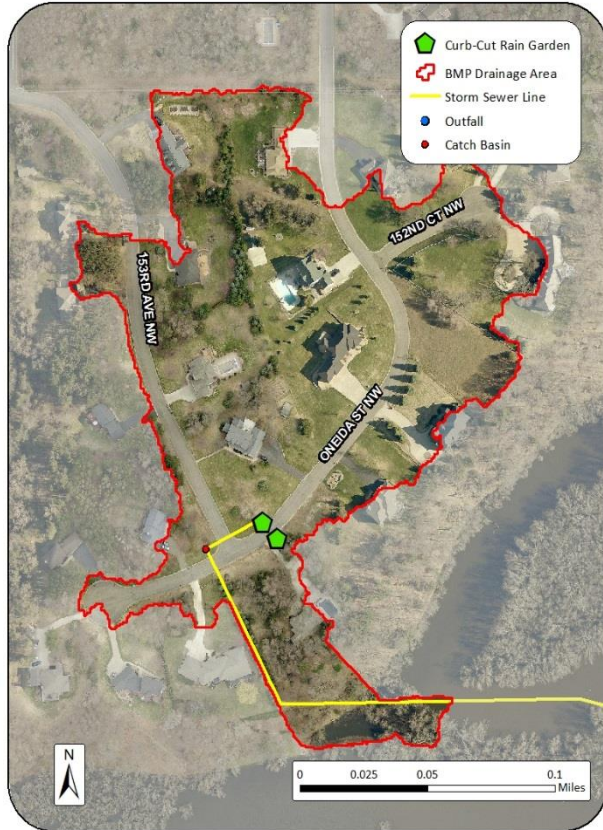 Curb-Cut Rain Garden
BMP Drainage Area
Storm Sewer Line
Outfall
Catch Basin
152ND CT NW
153RD AVE NW
ONEIDA ST NW
N
0 0.025 0.05 0.1
Miles